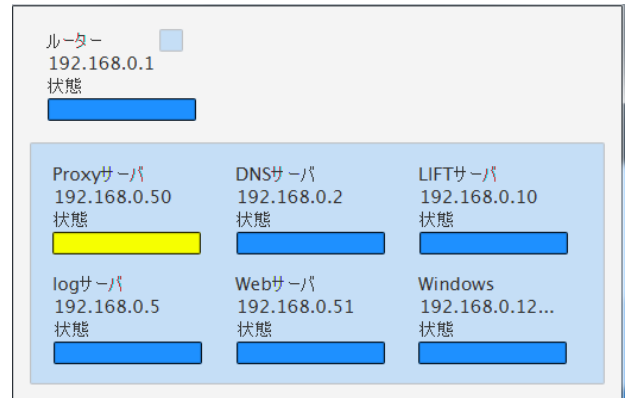 ルーター
192.168.0.1
状態
Proxyサーバ
192.168.0.50
状態
DNSサーバ
192.168.0.2
状態
LIFTサーバ
192.168.0.10
状態
logサーバ
192.168.0.5
状態
Webサーバ
192.168.0.51
状態
Windows
192.168.0.12...
状態